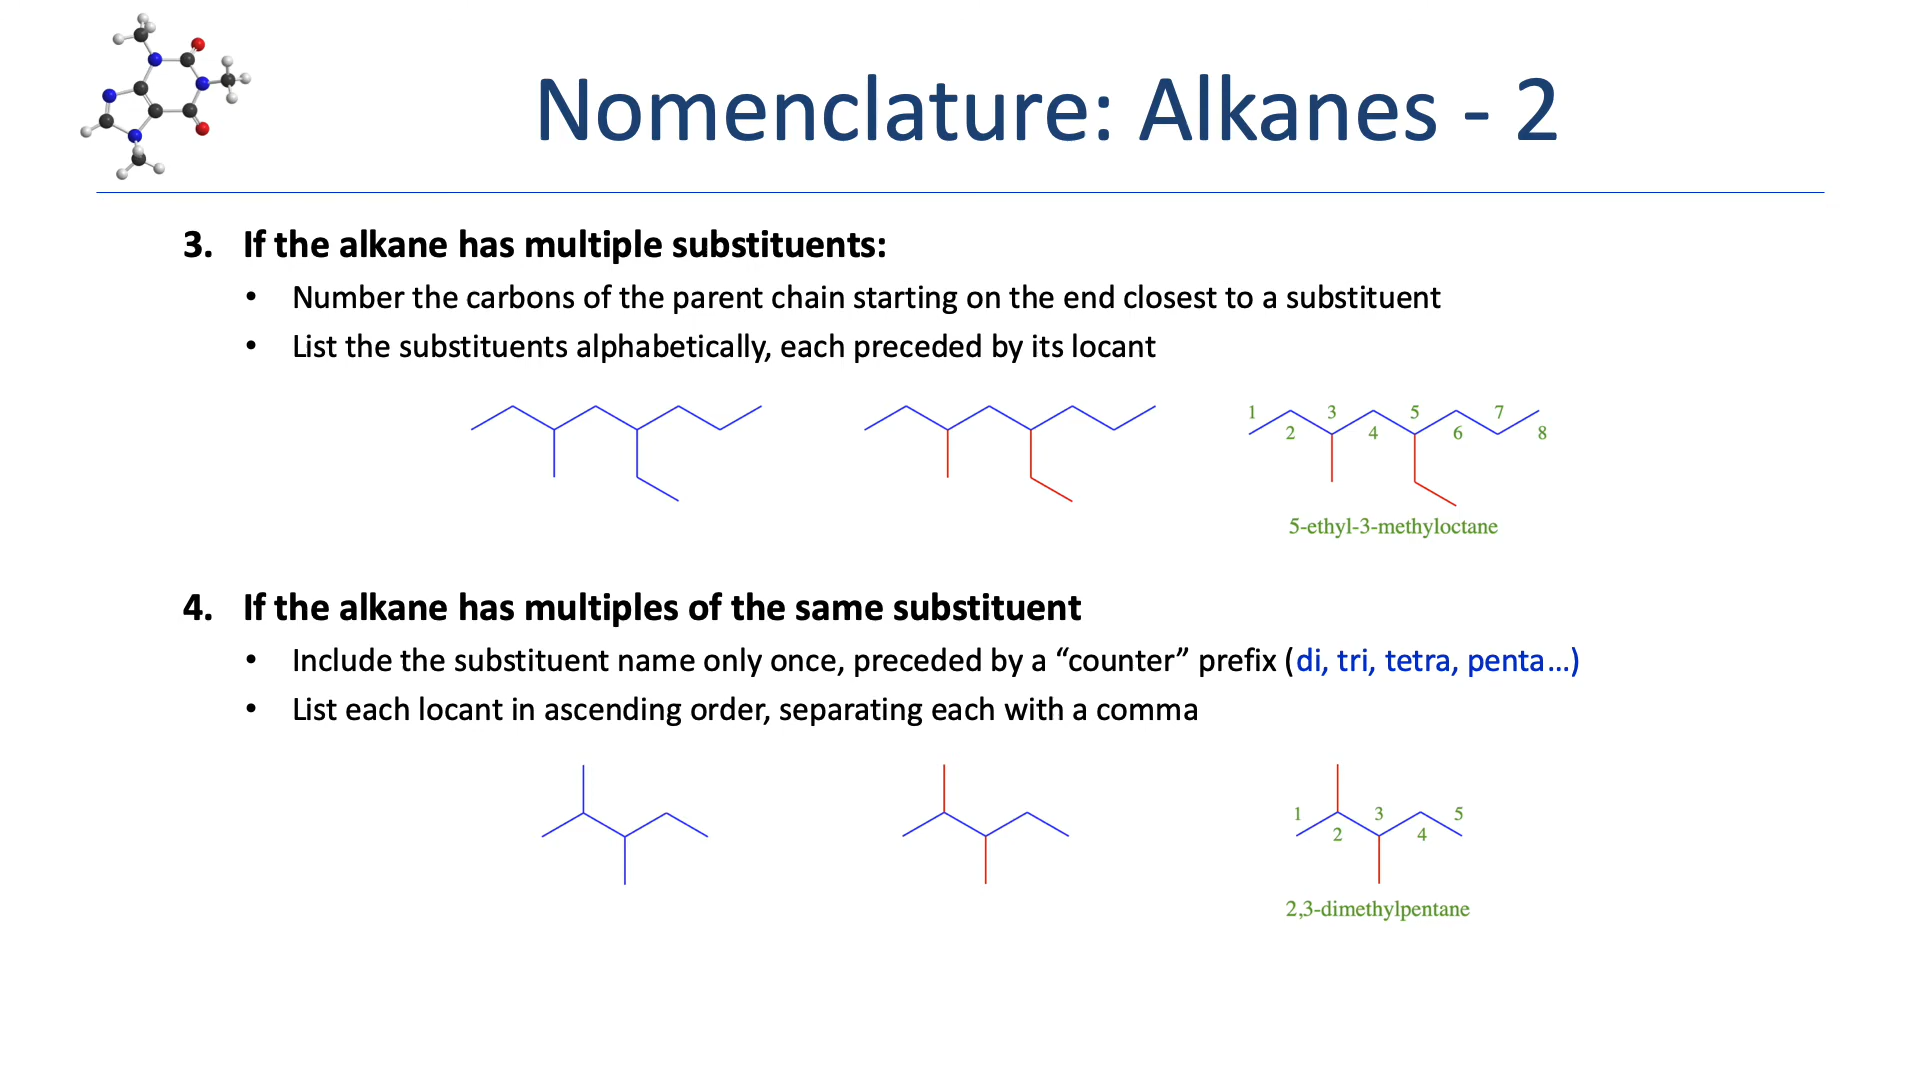 Nomenclature: Alkanes - 2
3. If the alkane has multiple substituents:
• Number the carbons of the parent chain starting on the end closest to a substituent
• List the substituents alphabetically, each preceded by its locant
1 3 5 7
2 4 6 8
5-ethyl-3-methyloctane
4. If the alkane has multiples of the same substituent
• Include the substituent name only once, preceded by a “counter” prefix (di, tri, tetra, penta…)
• List each locant in ascending order, separating each with a comma
1 3 5
2 4
2,3-dimethylpentane